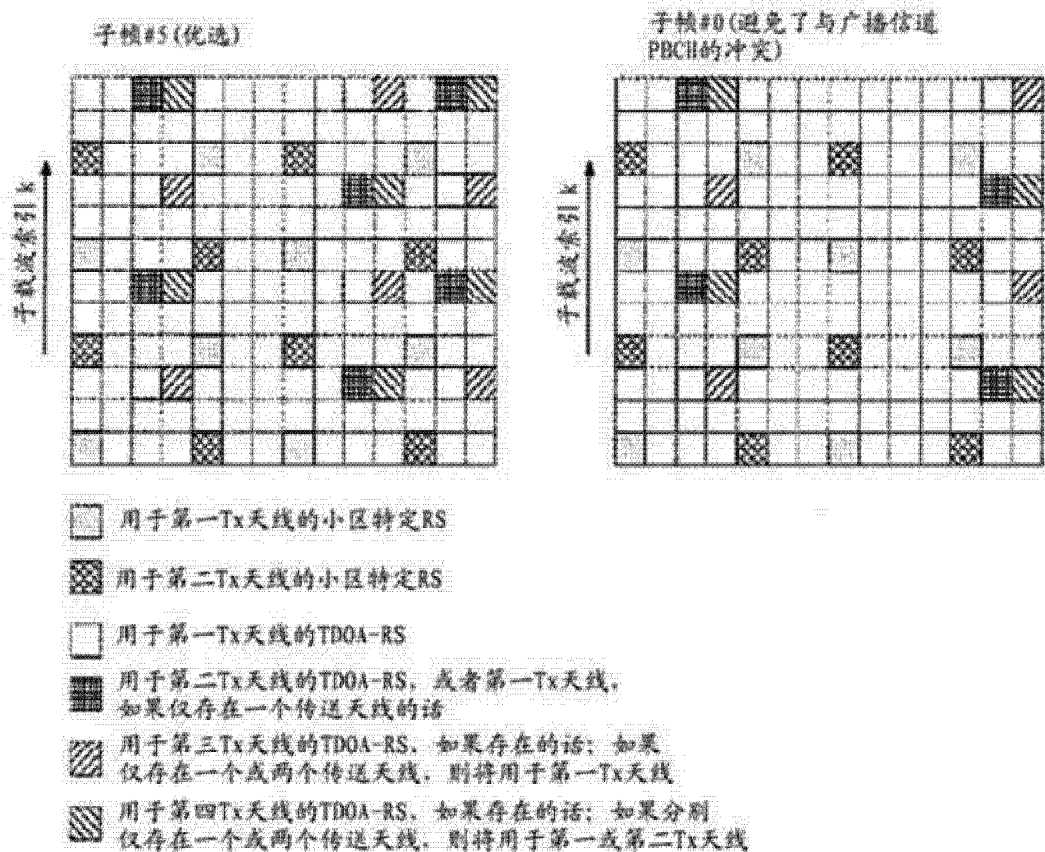 子帧#5(优选)
子帧#0(避免了与广播信道
PBCH的冲突)
子载波索引 k
子载波索引 k
用于第一Tx天线的小区特定RS
用于第二Tx天线的小区特定RS
用于第一Tx天线的TDOA-RS
用于第二Tx天线的TDOA-RS，或者第一Tx天线，
如果仅存在一个传送天线的话
用于第三Tx天线的TDOA-RS，如果存在的话；如果
仅存在一个或两个传送天线，则将用于第一Tx天线
用于第四Tx天线的TDOA-RS，如果存在的话；如果分别
仅存在一个或两个传送天线，则将用于第一或第二Tx天线